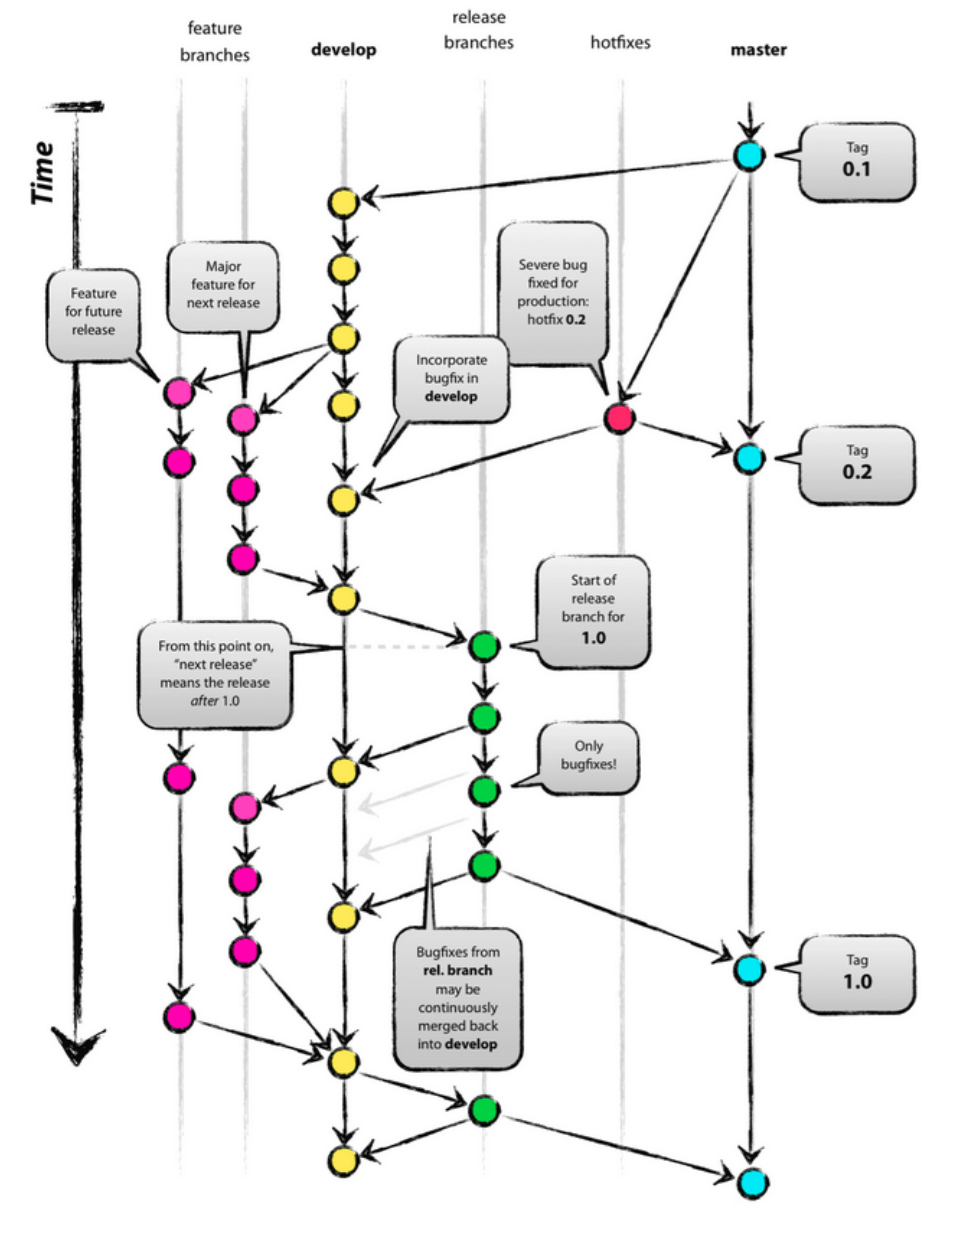 feature
branches
develop
release
branches
hotfixes
master
Time
Tag
0.1
Feature
for future
release
Major
feature for
next release
Severe bug
fixed for
production:
hotfix 0.2
Incorporate
bugfix in
develop
Tag
0.2
Start of
release
branch for
1.0
From this point on,
“next release”
means the release
after 1.0
Only
bugfixes!
Bugfixes from
rel. branch
may be
continuously
merged back
into develop
Tag
1.0